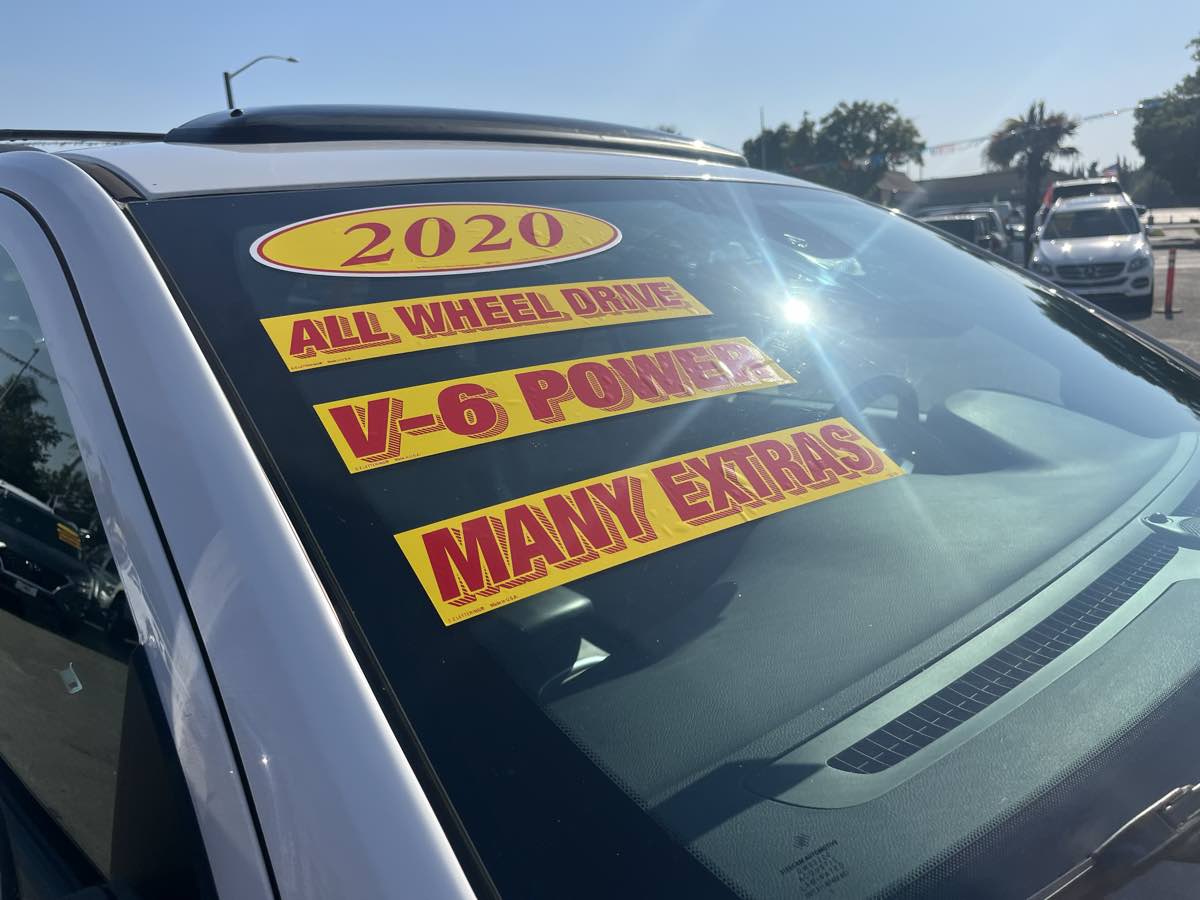 2020
ALL WHEEL DRIVE
V-6 POWER
MANY EXTRAS